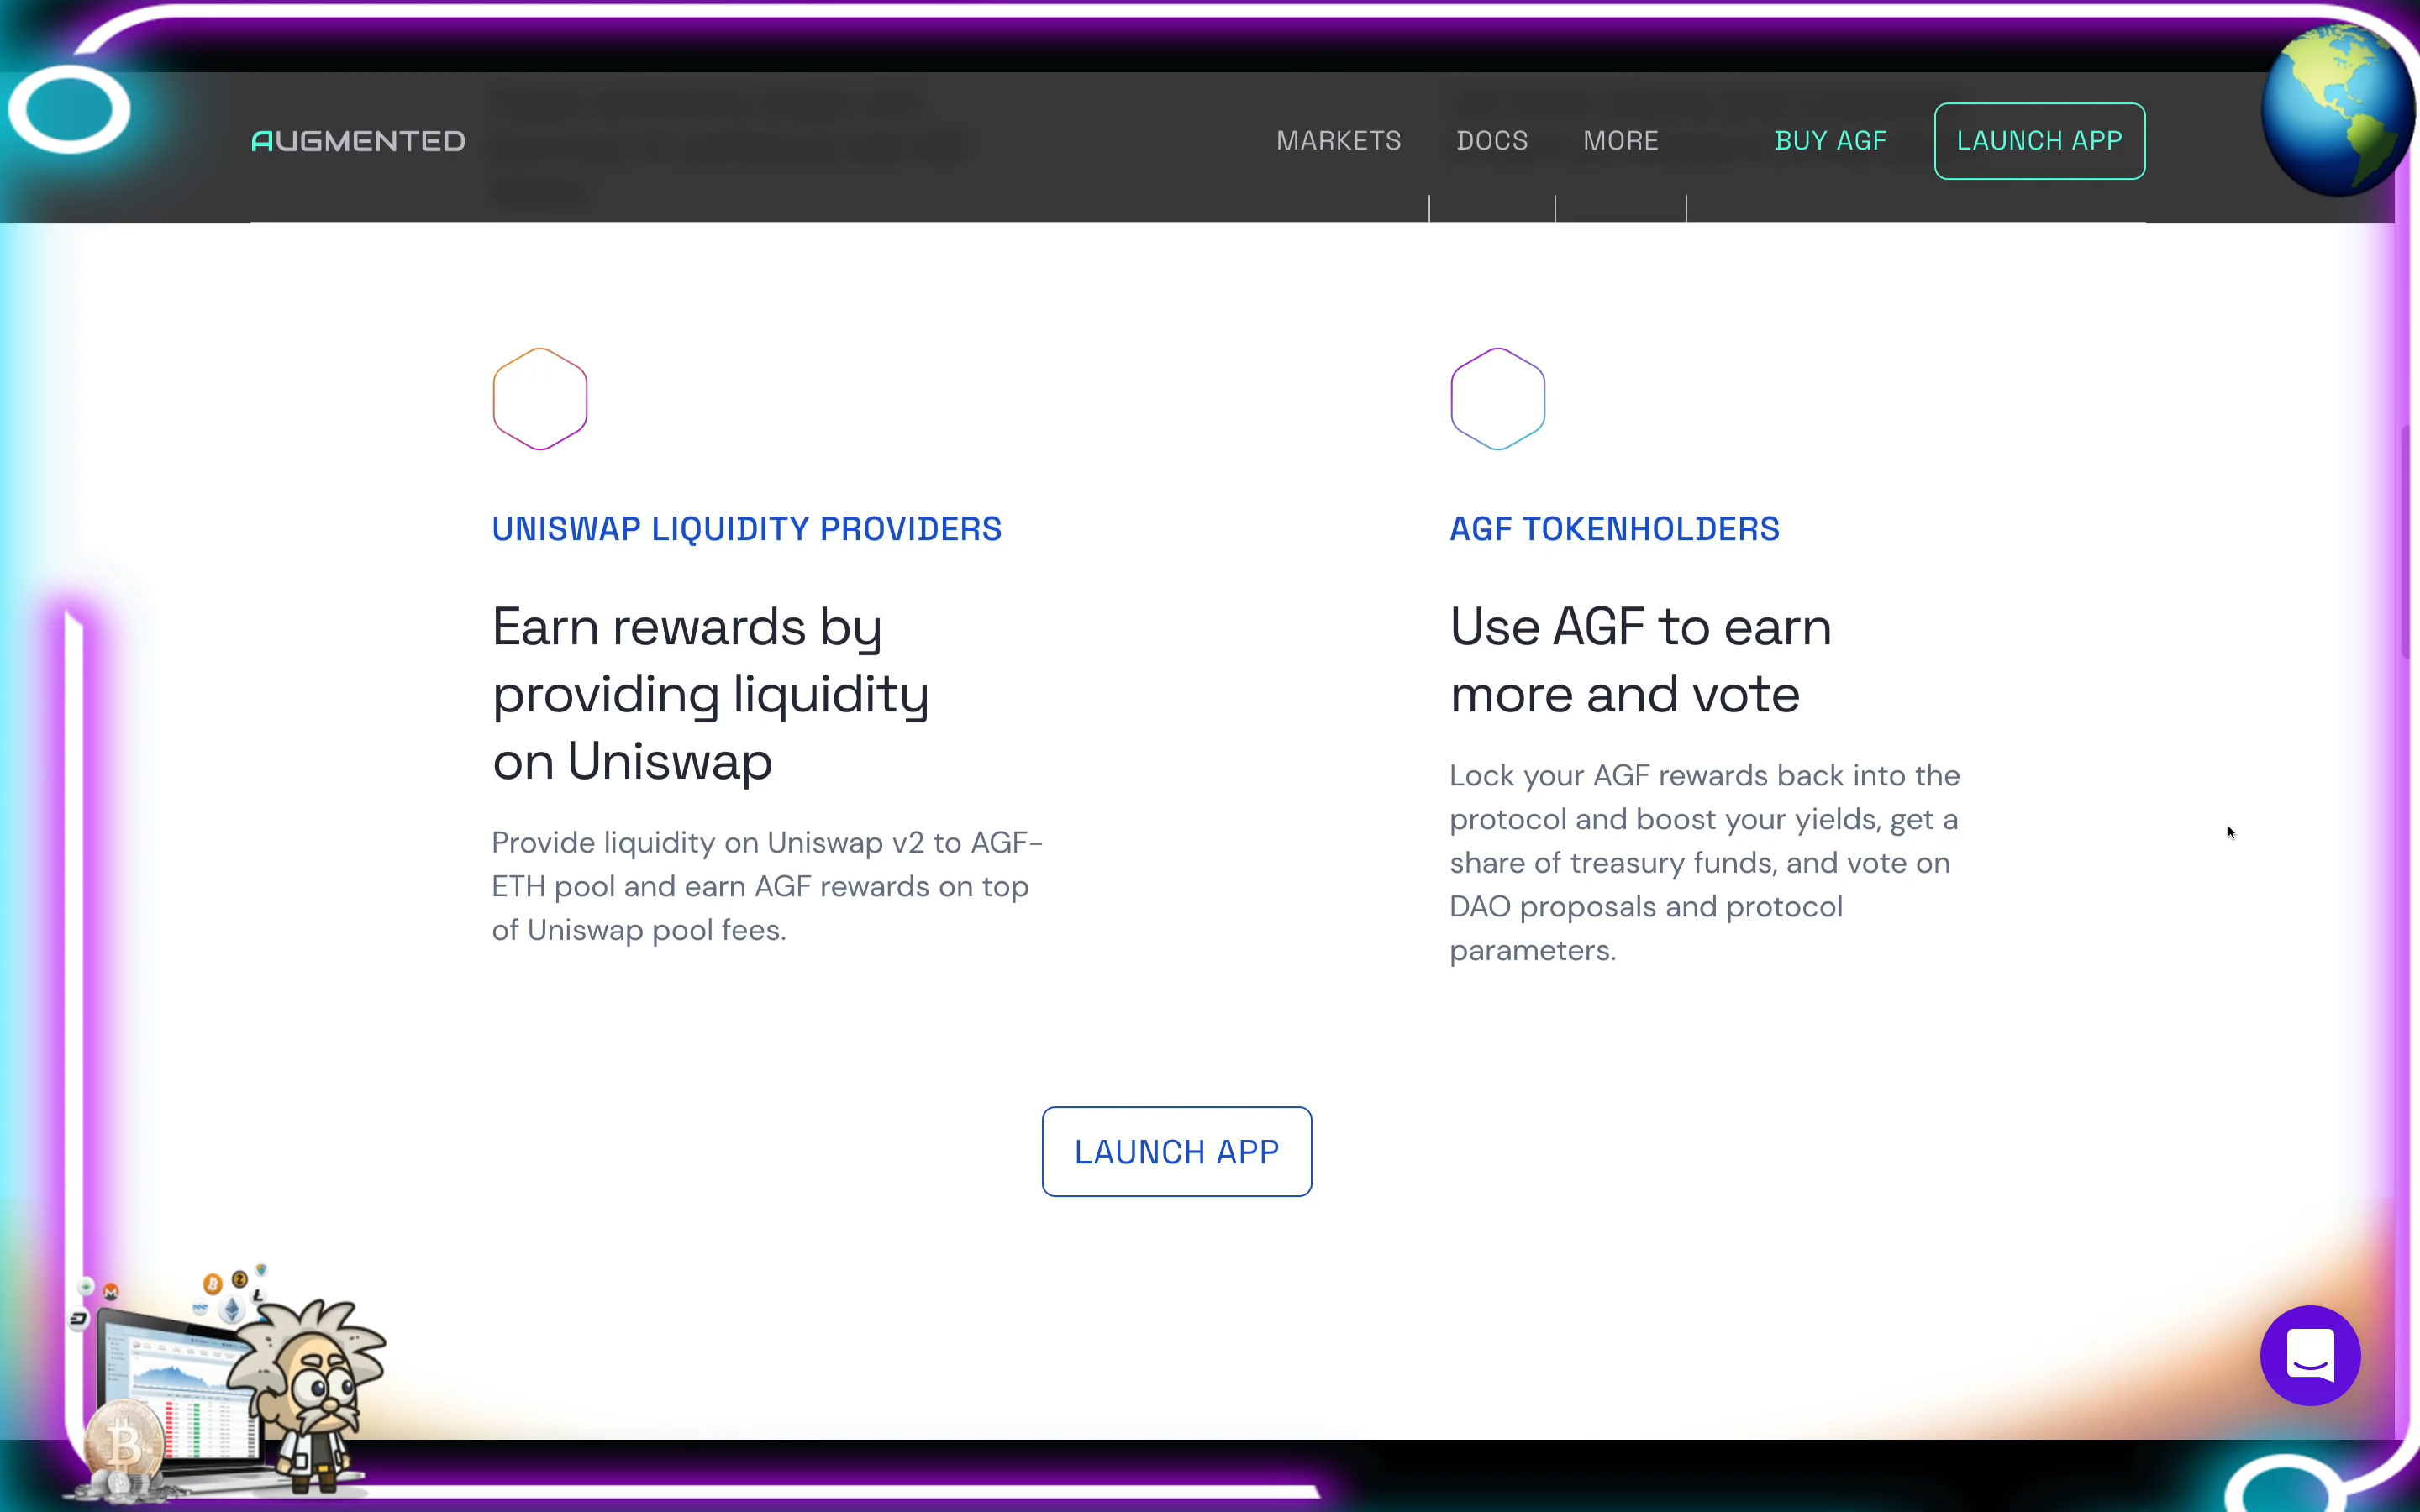 AUGMENTED
MARKETS
DOCS
MORE
BUY AGF
LAUNCH APP
UNISWAP LIQUIDITY PROVIDERS
Earn rewards by
providing liquidity
on Uniswap
Provide liquidity on Uniswap v2 to AGF-
ETH pool and earn AGF rewards on top
of Uniswap pool fees.
AGF TOKENHOLDERS
Use AGF to earn
more and vote
Lock your AGF rewards back into the
protocol and boost your yields, get a
share of treasury funds, and vote on
DAO proposals and protocol
parameters.
LAUNCH APP